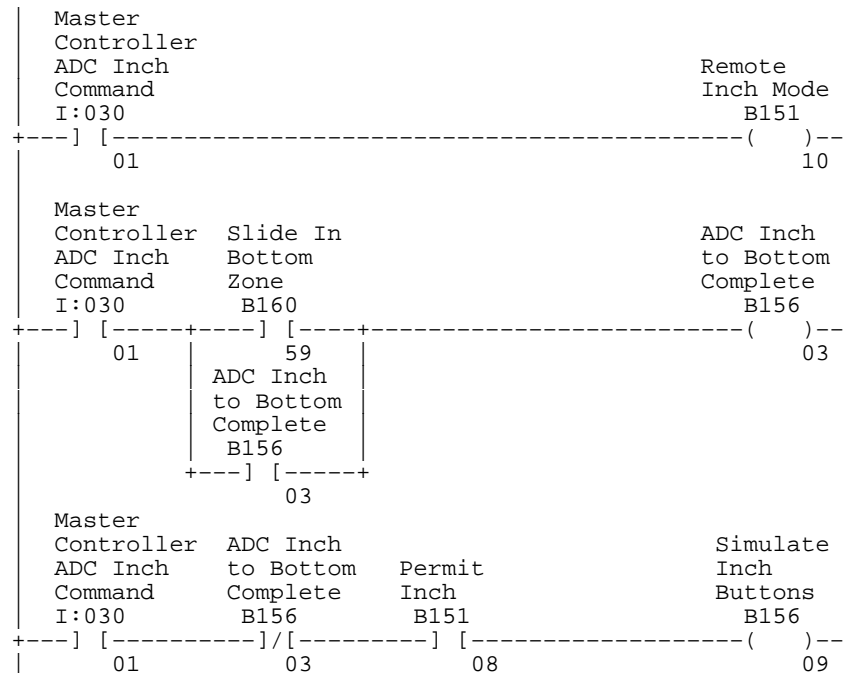 Master
Controller
ADC Inch Remote
Command Inch Mode
I:030 B151
+---] [--------------------------------------------( )--
01 10
Master
Controller Slide In ADC Inch
ADC Inch Bottom to Bottom
Command Zone Complete
I:030 B160 B156
+---] [-----+----] [----+--------------------------( )--
01 59 03
ADC Inch
to Bottom
Complete
B156
+---] [-----+
03
Master
Controller ADC Inch Simulate
ADC Inch to Bottom Permit Inch
Command Complete Inch Buttons
I:030 B156 B151 B156
+---] [----------]/[---------] [-------------------( )--
01 03 08 09